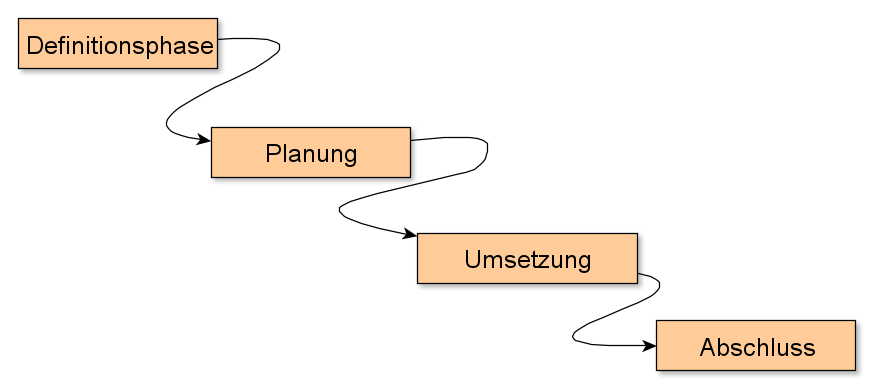 Definitionsphase
Planung
Umsetzung
Abschluss